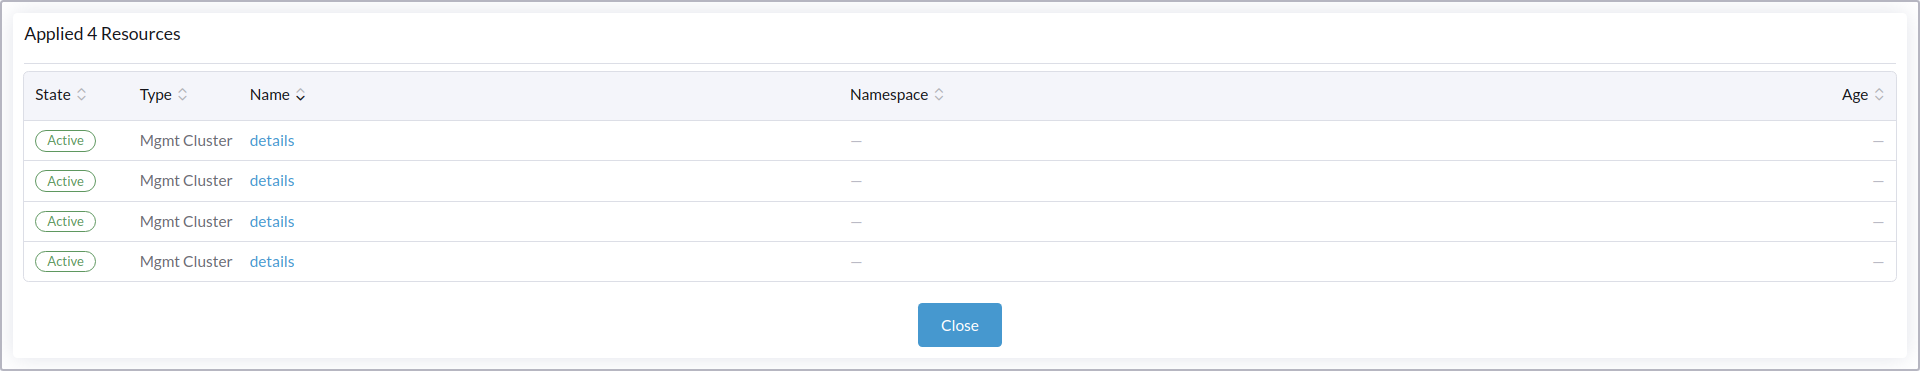 Applied 4 Resources
State Type Name Namespace Age
Active Mgmt Cluster details — —
Active Mgmt Cluster details — —
Active Mgmt Cluster details — —
Active Mgmt Cluster details — —
Close